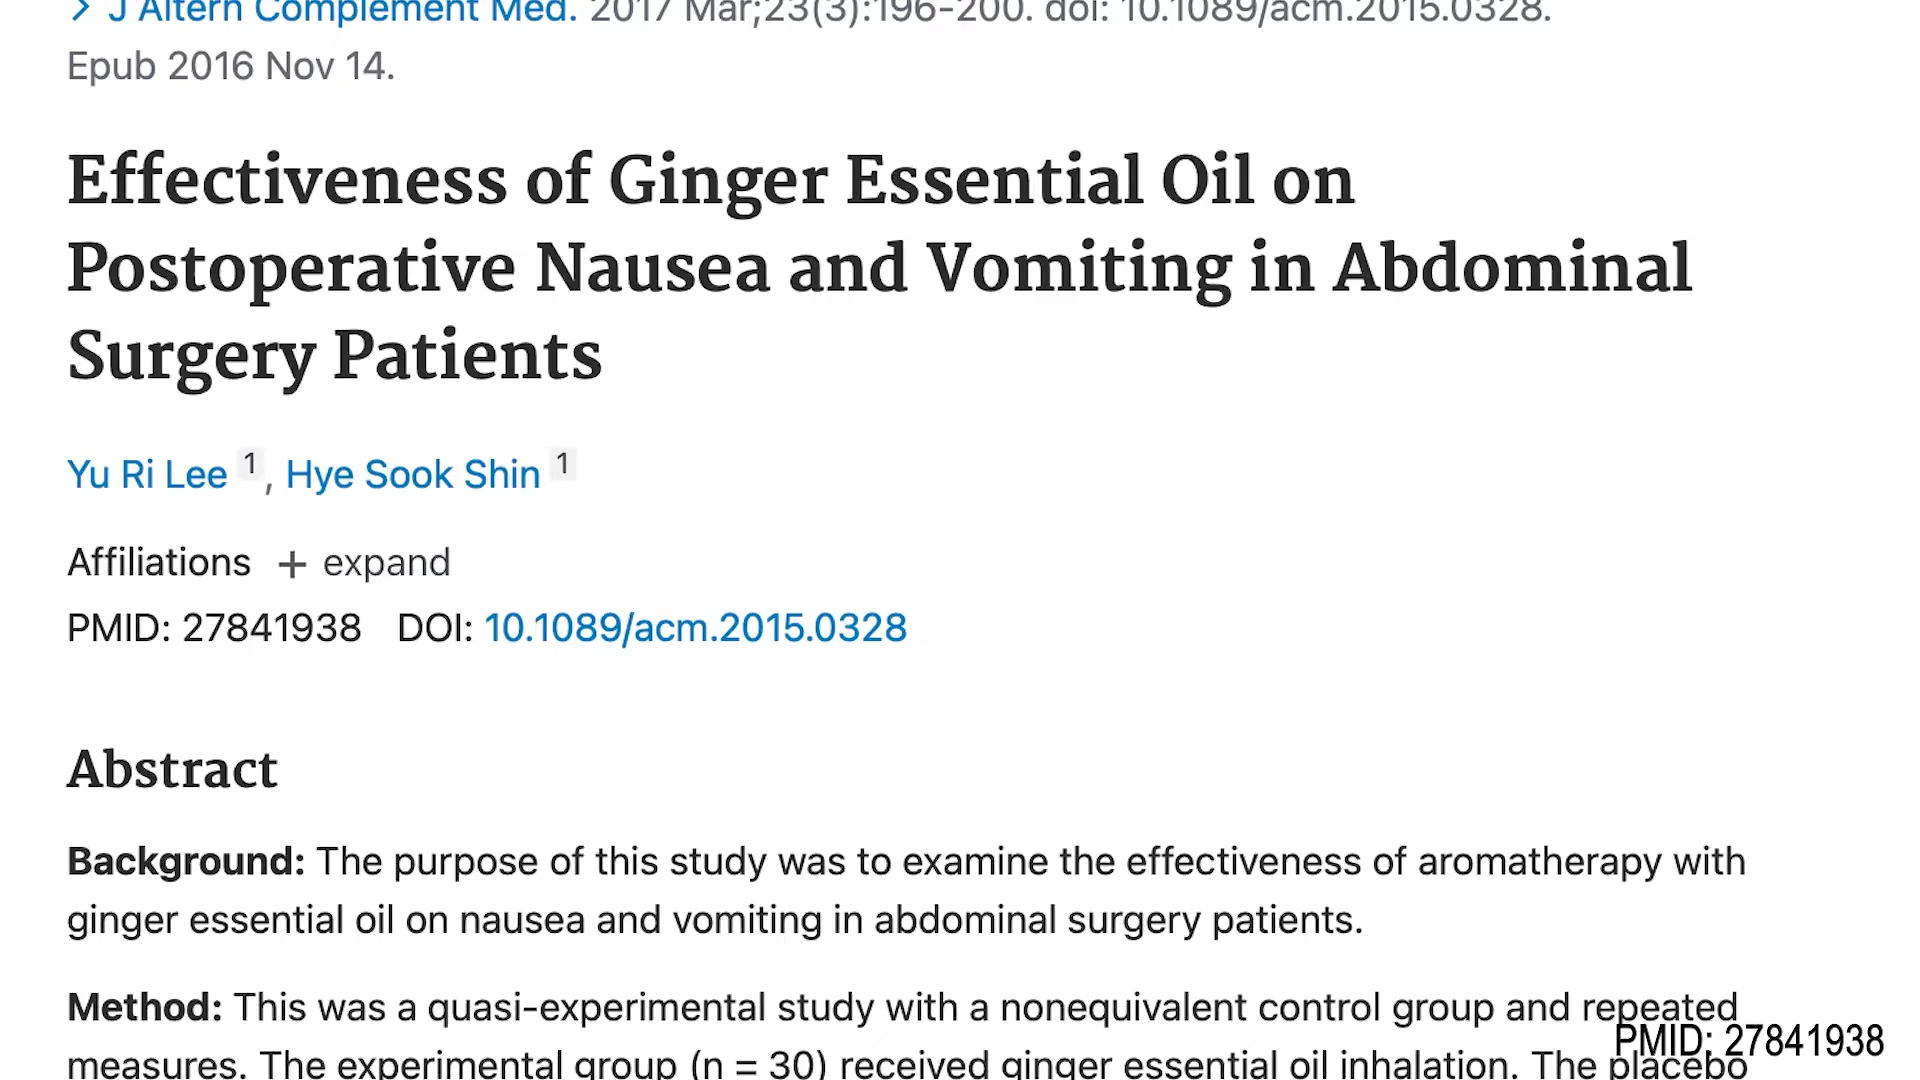 > J Altern Complement Med. 2017 Mar;23(3):196-200. doi: 10.1089/acm.2015.0328.
Epub 2016 Nov 14.
Effectiveness of Ginger Essential Oil on
Postoperative Nausea and Vomiting in Abdominal
Surgery Patients
Yu Ri Lee 1, Hye Sook Shin 1
Affiliations + expand
PMID: 27841938 DOI: 10.1089/acm.2015.0328
Abstract
Background: The purpose of this study was to examine the effectiveness of aromatherapy with
ginger essential oil on nausea and vomiting in abdominal surgery patients.
Method: This was a quasi-experimental study with a nonequivalent control group and repeated
measures. The experimental group (n = 30) received ginger essential oil inhalation. The placebo
PMID: 27841938